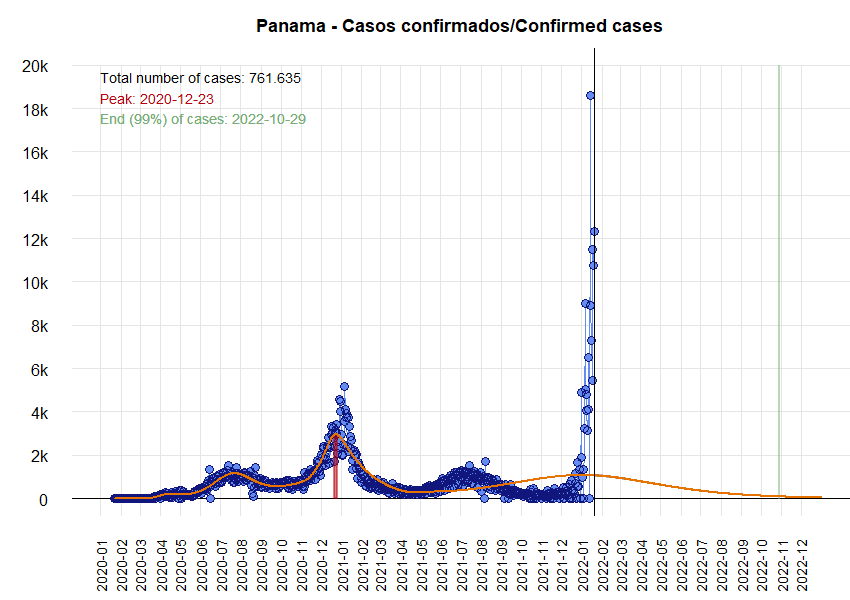 Panama - Casos confirmados/Confirmed cases
20k
18k
16k
14k
12k
10k
8k
6k
4k
2k
0
Total number of cases: 761.635
Peak: 2020-12-23
End (99%) of cases: 2022-10-29
2020-01
2020-02
2020-03
2020-04
2020-05
2020-06
2020-07
2020-08
2020-09
2020-10
2020-11
2020-12
2021-01
2021-02
2021-03
2021-04
2021-05
2021-06
2021-07
2021-08
2021-09
2021-10
2021-11
2021-12
2022-01
2022-02
2022-03
2022-04
2022-05
2022-06
2022-07
2022-08
2022-09
2022-10
2022-11
2022-12